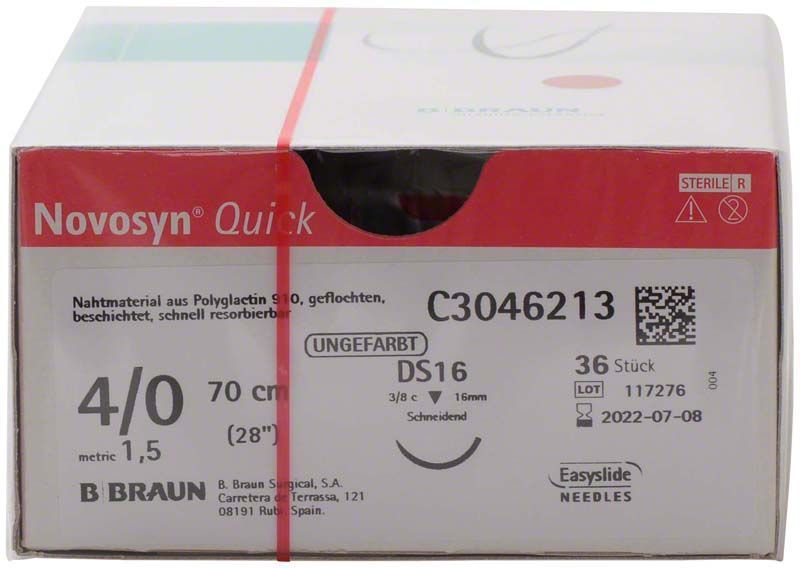 B BRAUN
Novosyn® Quick
STERILE R
Nahtmaterial aus Polyglactin 910, geflochten,
beschichtet, schnell resorbierbar
C3046213
UNGEFARBT
DS16
3/8 c ▼ 16mm
Schneidend
36 Stück
LOT 117276
2022-07-08
004
4/0 70 cm
(28")
metric 1,5
B BRAUN
B. Braun Surgical, S.A.
Carretera de Terrassa, 121
08191 Rubi, Spain.
Easyslide
NEEDLES